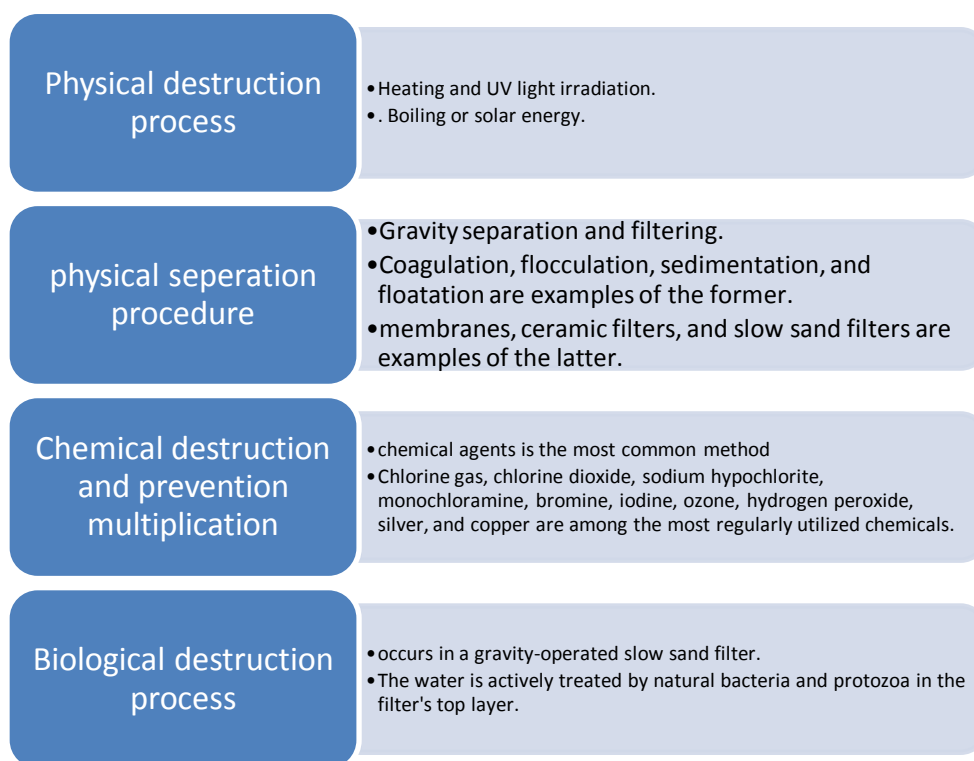 Physical destruction
process
•Heating and UV light irradiation.
•. Boiling or solar energy.
physical seperation
procedure
•Gravity separation and filtering.
•Coagulation, flocculation, sedimentation, and
floatation are examples of the former.
•membranes, ceramic filters, and slow sand filters are
examples of the latter.
Chemical destruction
and prevention
multiplication
•chemical agents is the most common method
•Chlorine gas, chlorine dioxide, sodium hypochlorite,
monochloramine, bromine, iodine, ozone, hydrogen peroxide,
silver, and copper are among the most regularly utilized chemicals.
Biological destruction
process
•occurs in a gravity-operated slow sand filter.
•The water is actively treated by natural bacteria and protozoa in the
filter's top layer.